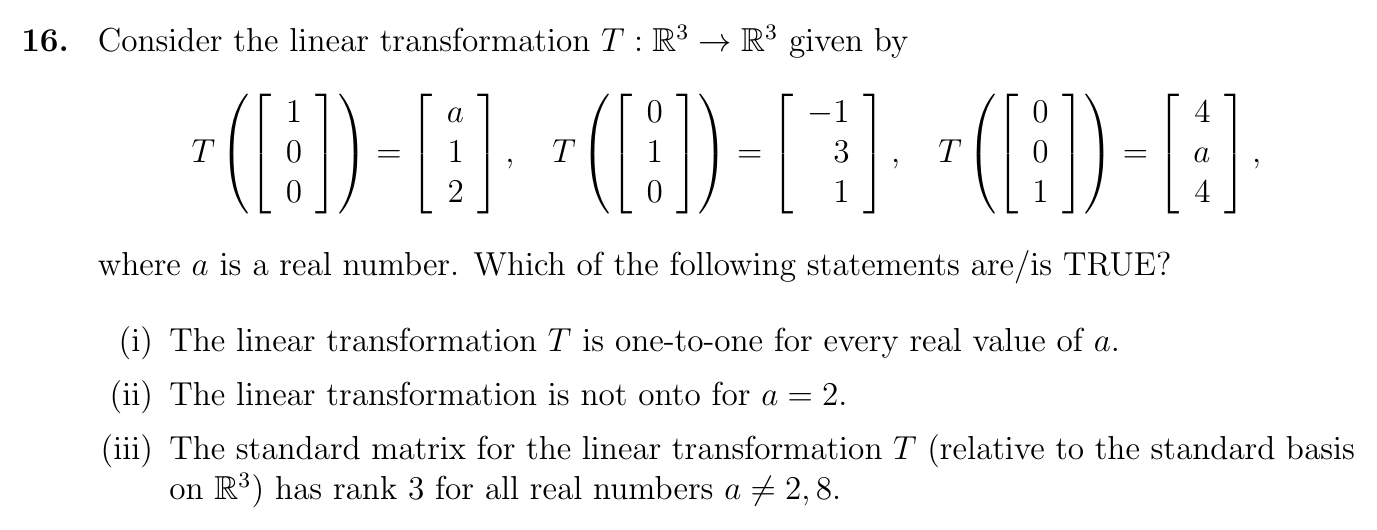 16. Consider the linear transformation T : ℝ³ → ℝ³ given by
T([1 0 0]) = [a 1 2], T([0 1 0]) = [−1 3 1], T([0 0 1]) = [4 a 4],
where a is a real number. Which of the following statements are/is TRUE?
(i) The linear transformation T is one-to-one for every real value of a.
(ii) The linear transformation is not onto for a = 2.
(iii) The standard matrix for the linear transformation T (relative to the standard basis
on ℝ³) has rank 3 for all real numbers a ≠ 2, 8.